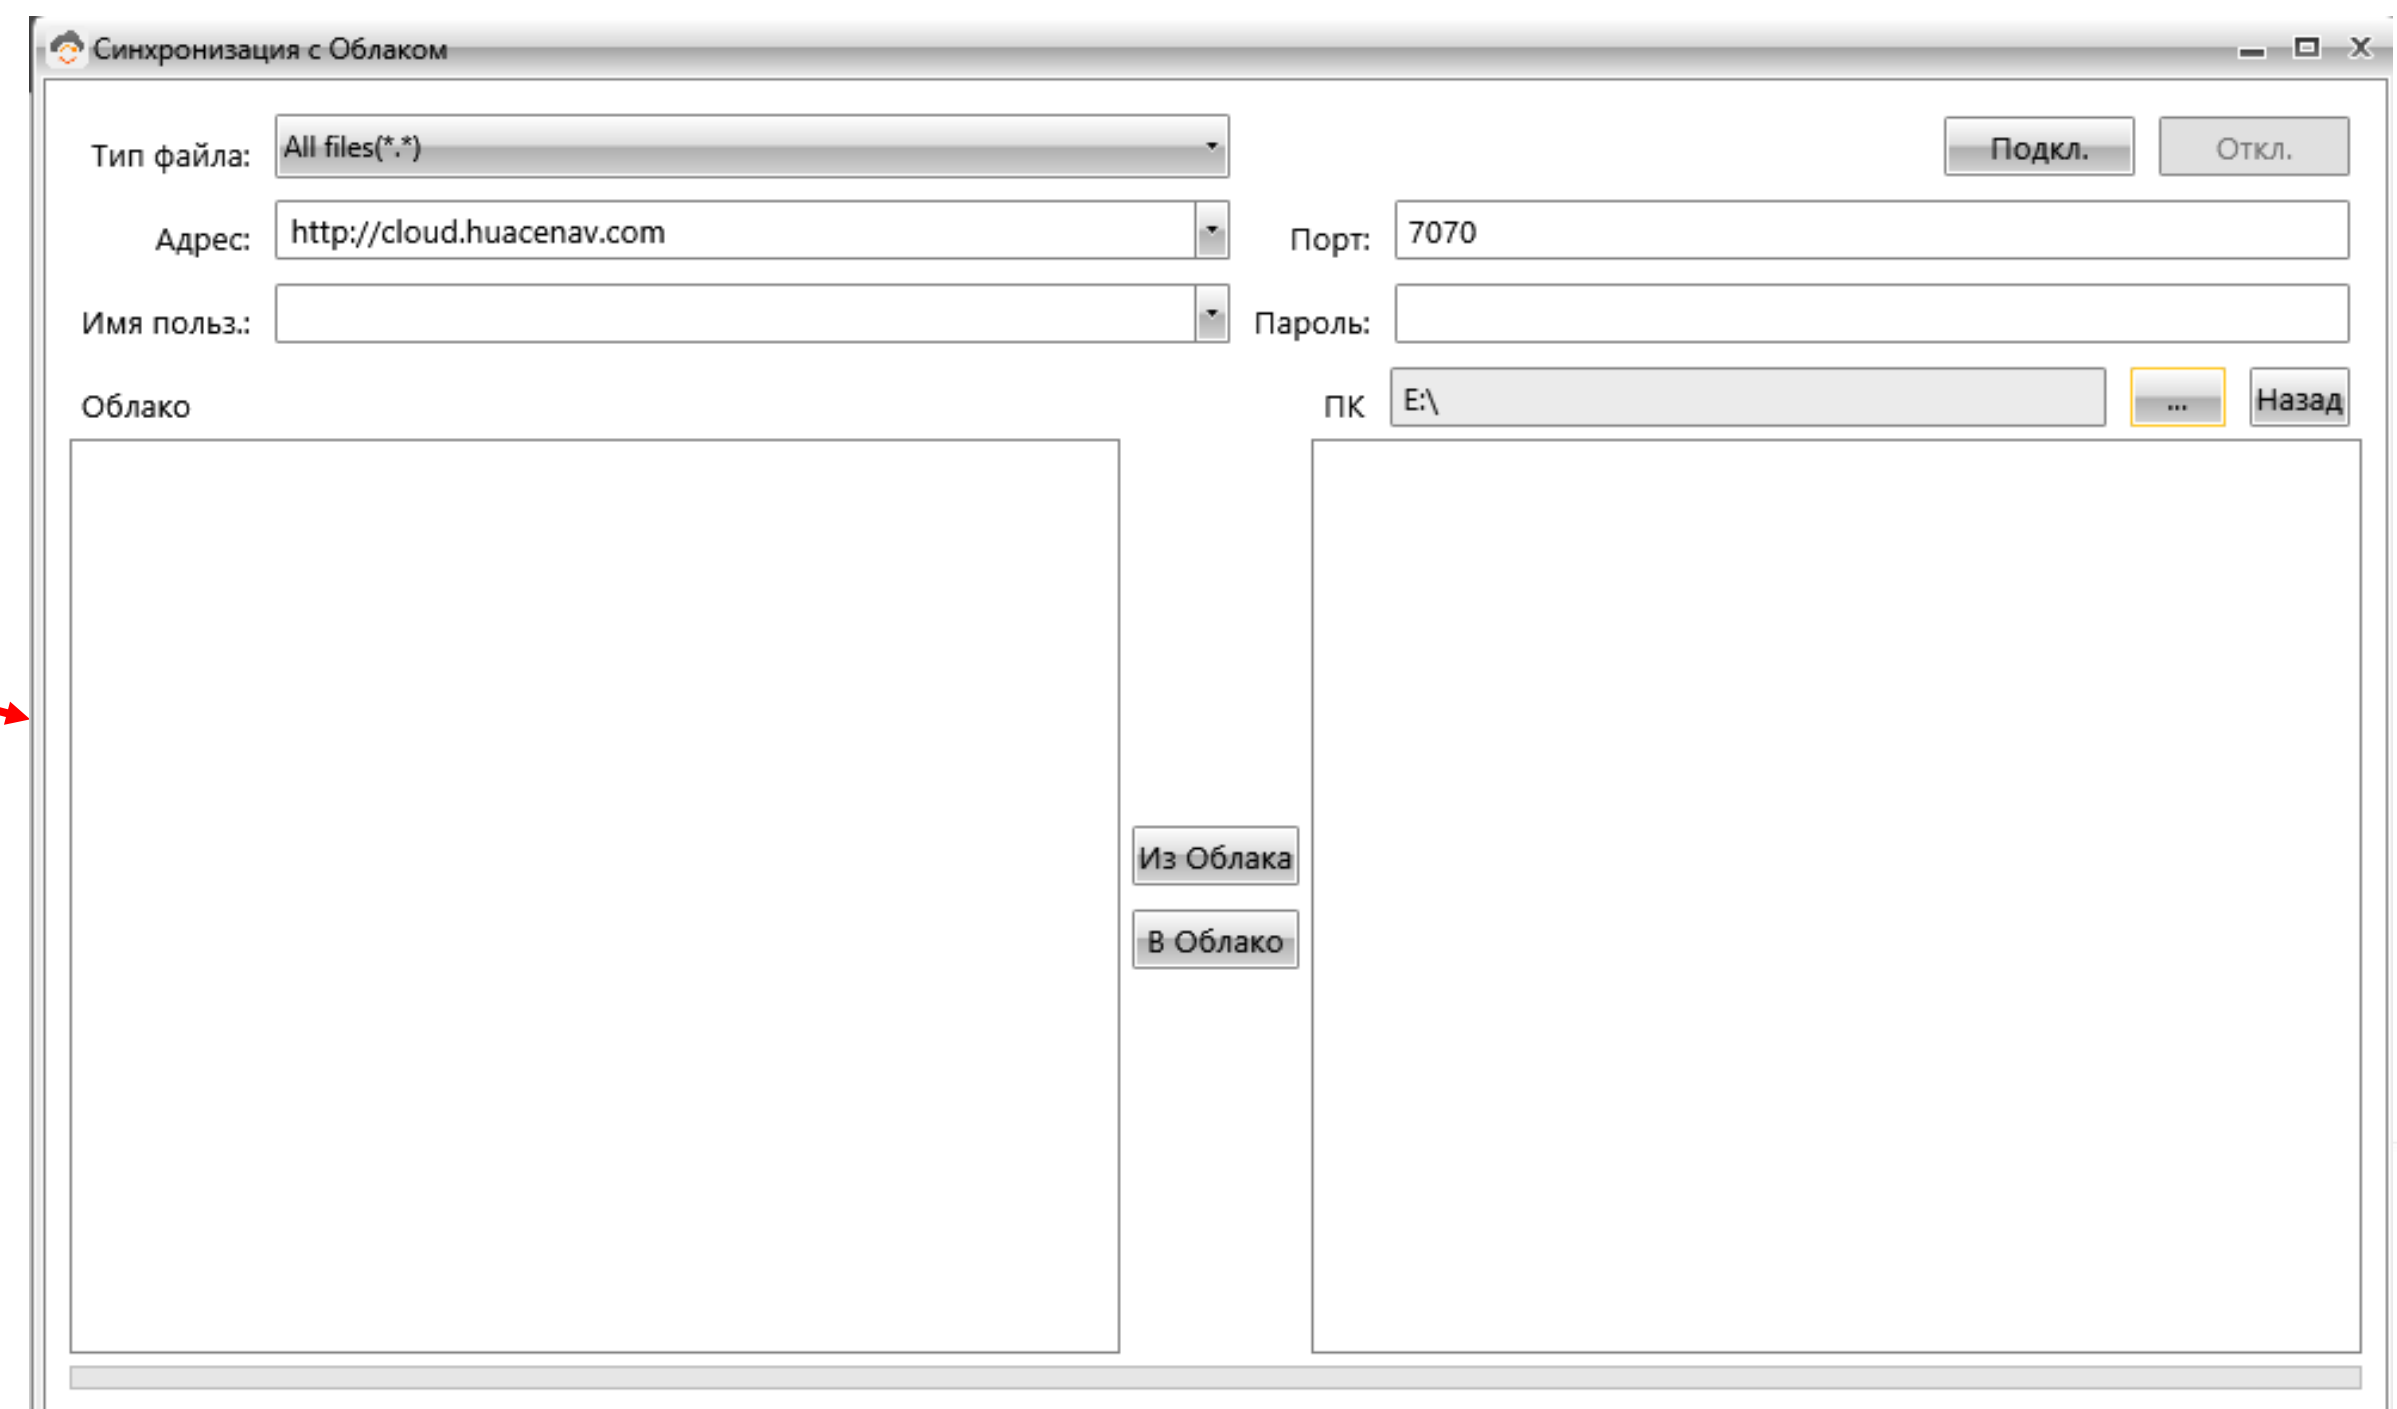 Синхронизация с Облаком
Тип файла: All files(*.*) Подкл. Откл.
Адрес: http://cloud.huacenav.com Порт: 7070
Имя польз.: Пароль:
Облако ПК E:\ ... Назад
Из Облака
В Облако